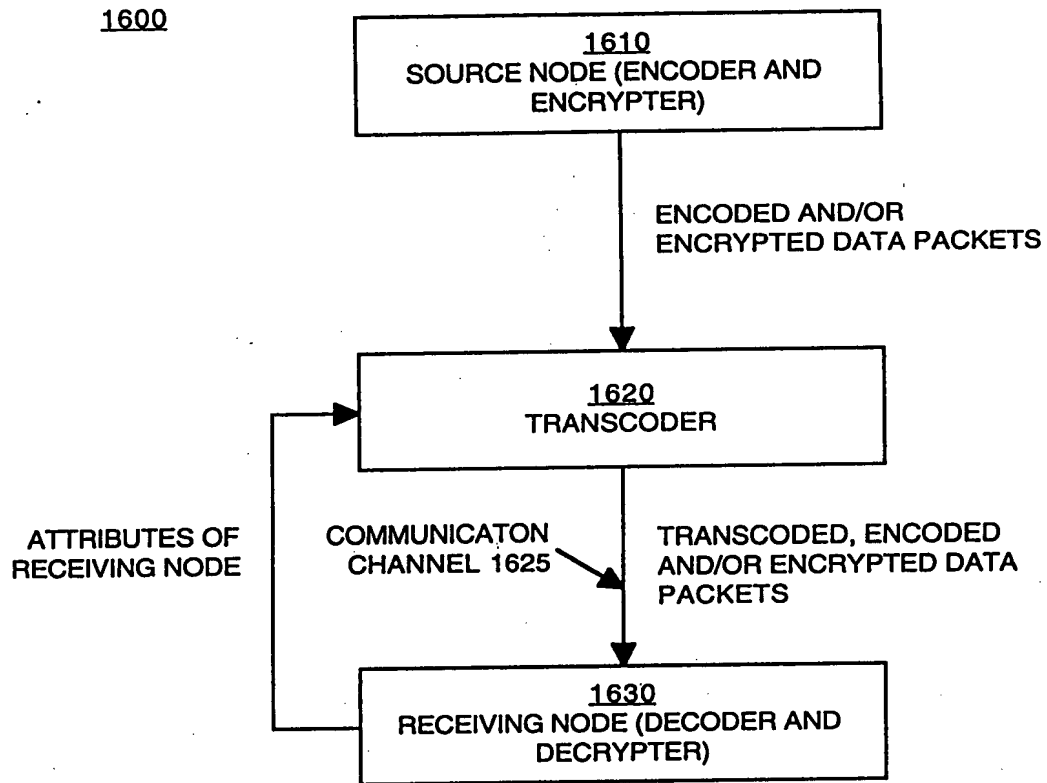 1600
1610
SOURCE NODE (ENCODER AND
ENCRYPTER)
ENCODED AND/OR
ENCRYPTED DATA PACKETS
1620
TRANSCODER
ATTRIBUTES OF
RECEIVING NODE
COMMUNICATON
CHANNEL 1625
TRANSCODED, ENCODED
AND/OR ENCRYPTED DATA
PACKETS
1630
RECEIVING NODE (DECODER AND
DECRYPTER)